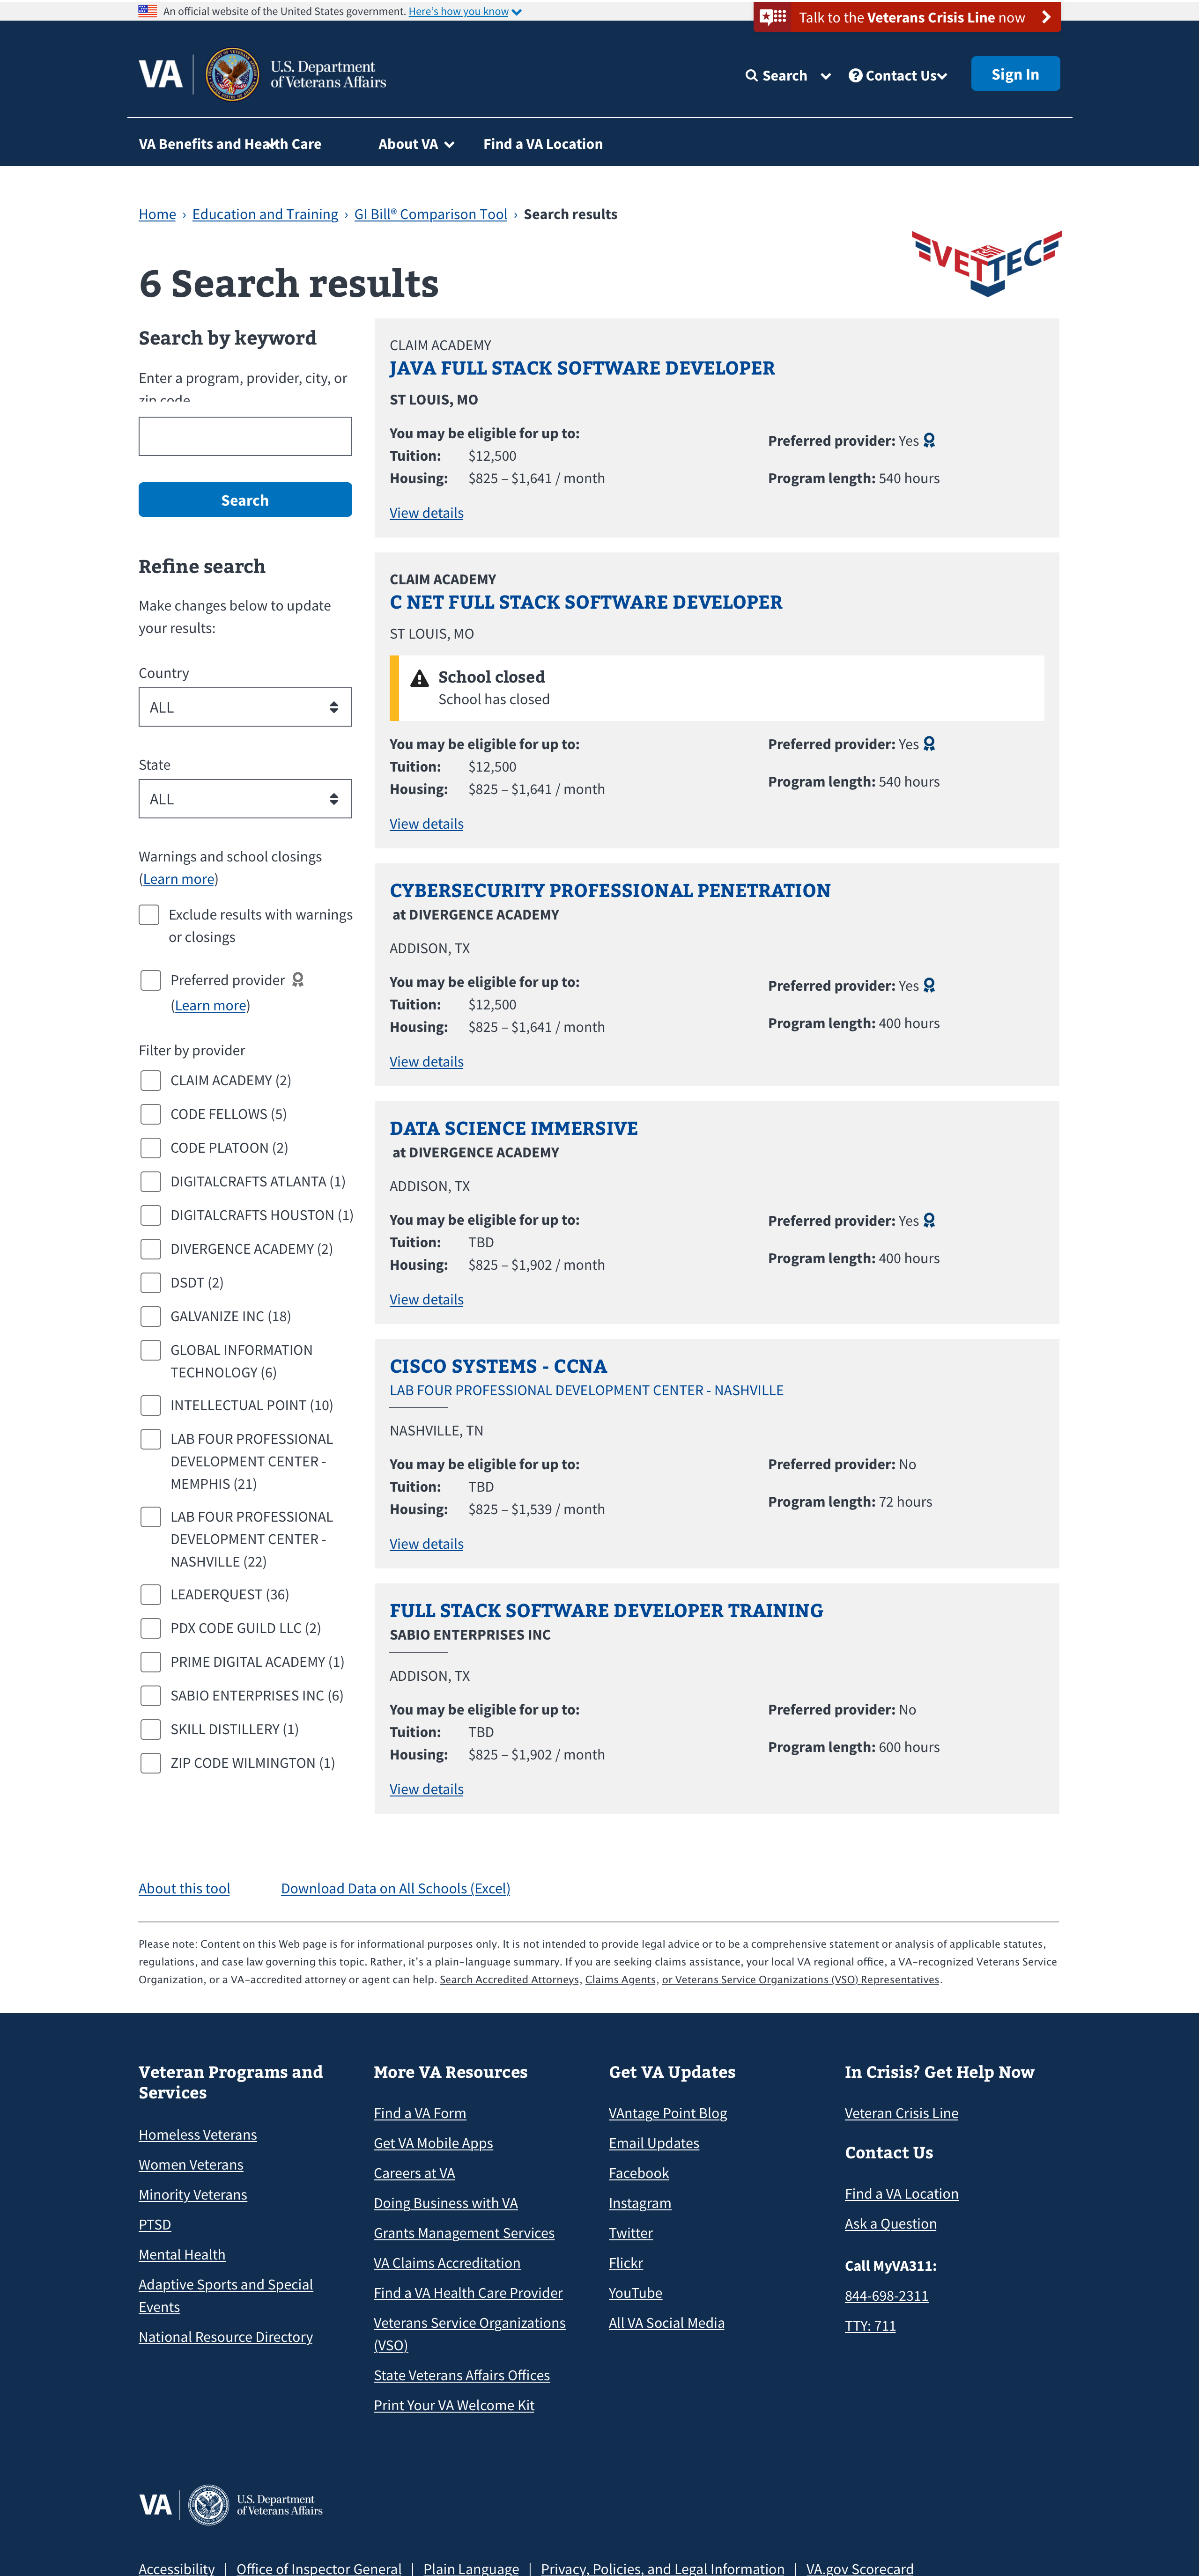 An official website of the United States government. Here's how you know
Talk to the Veterans Crisis Line now
VA
U.S. Department
of Veterans Affairs
Search
Contact Us
Sign In
VA Benefits and Health Care
About VA
Find a VA Location
Home › Education and Training › GI Bill® Comparison Tool › Search results
VET TEC
6 Search results
Search by keyword
Enter a program, provider, city, or
zip code
Search
Refine search
Make changes below to update
your results:
Country
ALL
State
ALL
Warnings and school closings
(Learn more)
Exclude results with warnings
or closings
Preferred provider
(Learn more)
Filter by provider
CLAIM ACADEMY (2)
CODE FELLOWS (5)
CODE PLATOON (2)
DIGITALCRAFTS ATLANTA (1)
DIGITALCRAFTS HOUSTON (1)
DIVERGENCE ACADEMY (2)
DSDT (2)
GALVANIZE INC (18)
GLOBAL INFORMATION
TECHNOLOGY (6)
INTELLECTUAL POINT (10)
LAB FOUR PROFESSIONAL
DEVELOPMENT CENTER -
MEMPHIS (21)
LAB FOUR PROFESSIONAL
DEVELOPMENT CENTER -
NASHVILLE (22)
LEADERQUEST (36)
PDX CODE GUILD LLC (2)
PRIME DIGITAL ACADEMY (1)
SABIO ENTERPRISES INC (6)
SKILL DISTILLERY (1)
ZIP CODE WILMINGTON (1)
CLAIM ACADEMY
JAVA FULL STACK SOFTWARE DEVELOPER
ST LOUIS, MO
You may be eligible for up to:
Tuition: $12,500
Housing: $825 – $1,641 / month
Preferred provider: Yes
Program length: 540 hours
View details
CLAIM ACADEMY
C NET FULL STACK SOFTWARE DEVELOPER
ST LOUIS, MO
School closed
School has closed
You may be eligible for up to:
Tuition: $12,500
Housing: $825 – $1,641 / month
Preferred provider: Yes
Program length: 540 hours
View details
CYBERSECURITY PROFESSIONAL PENETRATION
at DIVERGENCE ACADEMY
ADDISON, TX
You may be eligible for up to:
Tuition: $12,500
Housing: $825 – $1,641 / month
Preferred provider: Yes
Program length: 400 hours
View details
DATA SCIENCE IMMERSIVE
at DIVERGENCE ACADEMY
ADDISON, TX
You may be eligible for up to:
Tuition: TBD
Housing: $825 – $1,902 / month
Preferred provider: Yes
Program length: 400 hours
View details
CISCO SYSTEMS - CCNA
LAB FOUR PROFESSIONAL DEVELOPMENT CENTER - NASHVILLE
NASHVILLE, TN
You may be eligible for up to:
Tuition: TBD
Housing: $825 – $1,539 / month
Preferred provider: No
Program length: 72 hours
View details
FULL STACK SOFTWARE DEVELOPER TRAINING
SABIO ENTERPRISES INC
ADDISON, TX
You may be eligible for up to:
Tuition: TBD
Housing: $825 – $1,902 / month
Preferred provider: No
Program length: 600 hours
View details
About this tool
Download Data on All Schools (Excel)
Please note: Content on this Web page is for informational purposes only. It is not intended to provide legal advice or to be a comprehensive statement or analysis of applicable statutes,
regulations, and case law governing this topic. Rather, it's a plain-language summary. If you are seeking claims assistance, your local VA regional office, a VA-recognized Veterans Service
Organization, or a VA-accredited attorney or agent can help. Search Accredited Attorneys, Claims Agents, or Veterans Service Organizations (VSO) Representatives.
Veteran Programs and
Services
Homeless Veterans
Women Veterans
Minority Veterans
PTSD
Mental Health
Adaptive Sports and Special
Events
National Resource Directory
More VA Resources
Find a VA Form
Get VA Mobile Apps
Careers at VA
Doing Business with VA
Grants Management Services
VA Claims Accreditation
Find a VA Health Care Provider
Veterans Service Organizations
(VSO)
State Veterans Affairs Offices
Print Your VA Welcome Kit
Get VA Updates
VAntage Point Blog
Email Updates
Facebook
Instagram
Twitter
Flickr
YouTube
All VA Social Media
In Crisis? Get Help Now
Veteran Crisis Line
Contact Us
Find a VA Location
Ask a Question
Call MyVA311:
844-698-2311
TTY: 711
VA
U.S. Department
of Veterans Affairs
Accessibility | Office of Inspector General | Plain Language | Privacy, Policies, and Legal Information | VA.gov Scorecard